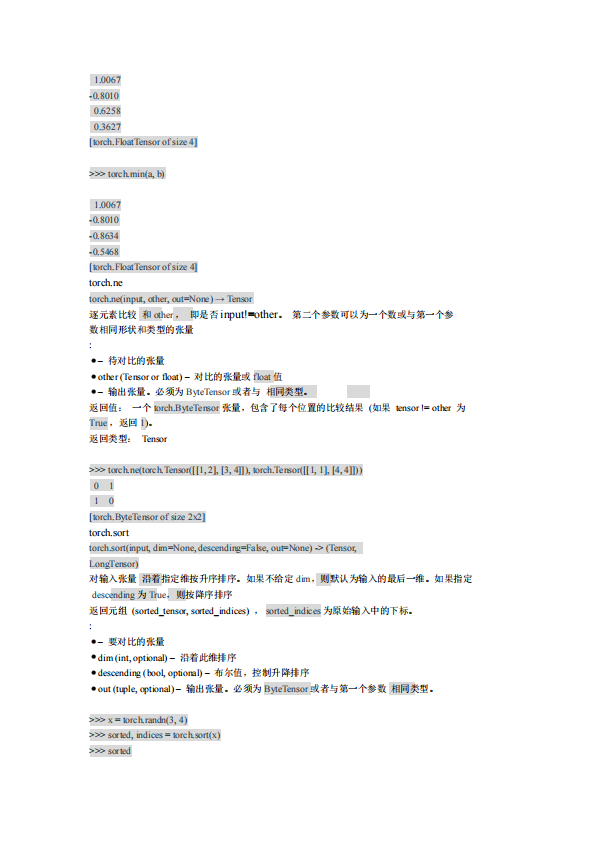 1.0067
-0.8010
0.6258
0.3627
[torch.FloatTensor of size 4]
>>> torch.min(a, b)
1.0067
-0.8010
-0.8634
-0.5468
[torch.FloatTensor of size 4]
torch.ne
torch.ne(input, other, out=None) → Tensor
逐元素比较 和 other ， 即是否 input!=other。 第二个参数可以为一个数或与第一个参
数相同形状和类型的张量
:
●– 待对比的张量
●other (Tensor or float) – 对比的张量或 float 值
●– 输出张量。必须为 ByteTensor 或者与 相同类型。
返回值： 一个 torch.ByteTensor 张量，包含了每个位置的比较结果 (如果 tensor != other 为
True ，返回 1)。
返回类型： Tensor
>>> torch.ne(torch.Tensor([[1, 2], [3, 4]]), torch.Tensor([[1, 1], [4, 4]]))
0 1
1 0
[torch.ByteTensor of size 2x2]
torch.sort
torch.sort(input, dim=None, descending=False, out=None) -> (Tensor,
LongTensor)
对输入张量 沿着指定维按升序排序。如果不给定 dim，则默认为输入的最后一维。如果指定
descending 为 True，则按降序排序
返回元组 (sorted_tensor, sorted_indices) ， sorted_indices 为原始输入中的下标。
:
●– 要对比的张量
●dim (int, optional) – 沿着此维排序
●descending (bool, optional) – 布尔值，控制升降排序
●out (tuple, optional) – 输出张量。必须为 ByteTensor 或者与第一个参数 相同类型。
>>> x = torch.randn(3, 4)
>>> sorted, indices = torch.sort(x)
>>> sorted